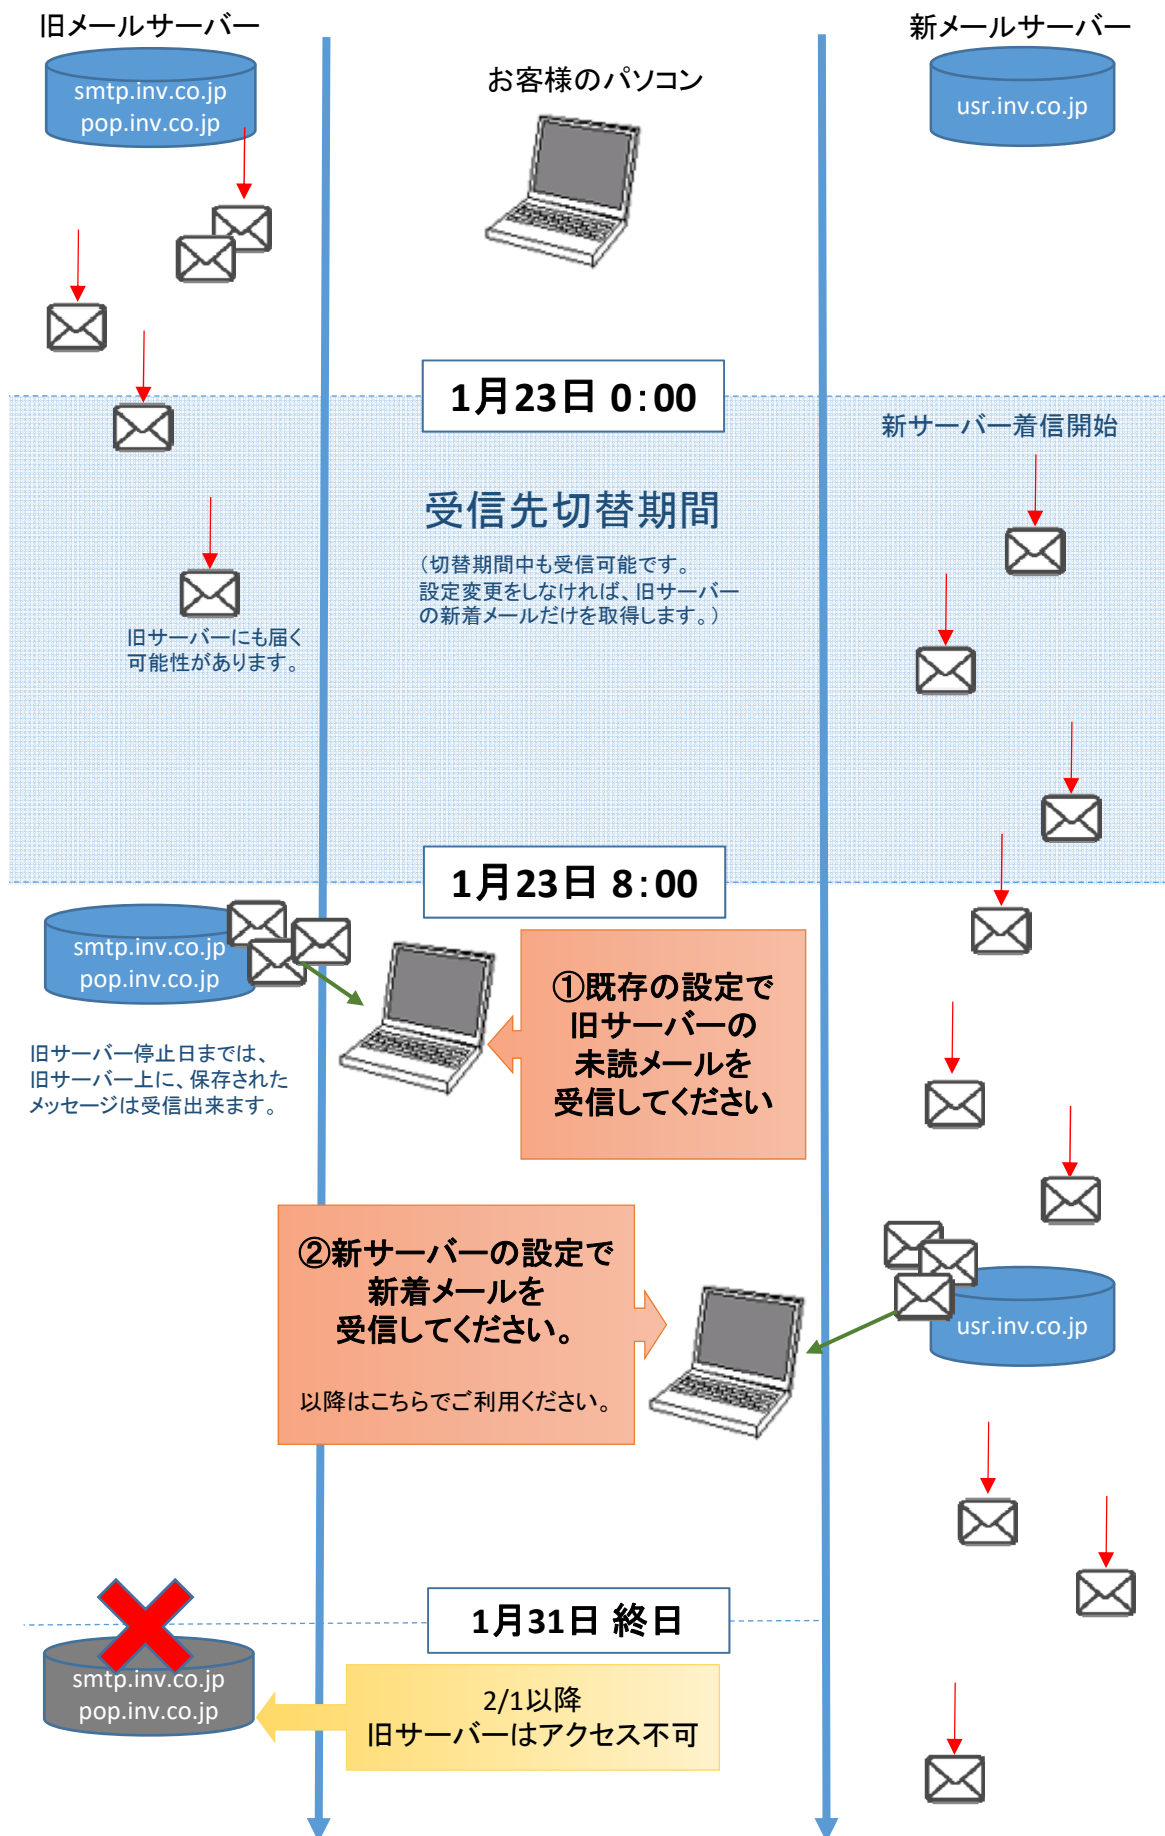 旧メールサーバー
新メールサーバー
smtp.inv.co.jp
pop.inv.co.jp
お客様のパソコン
usr.inv.co.jp
1月23日 0：00
新サーバー着信開始
受信先切替期間
（切替期間中も受信可能です。
設定変更をしなければ、旧サーバー
の新着メールだけを取得します。）
旧サーバーにも届く
可能性があります。
1月23日 8：00
smtp.inv.co.jp
pop.inv.co.jp
①既存の設定で
旧サーバーの
未読メールを
受信してください
旧サーバー停止日までは、
旧サーバー上に、保存された
メッセージは受信出来ます。
②新サーバーの設定で
新着メールを
受信してください。
以降はこちらでご利用ください。
usr.inv.co.jp
1月31日 終日
smtp.inv.co.jp
pop.inv.co.jp
2/1以降
旧サーバーはアクセス不可